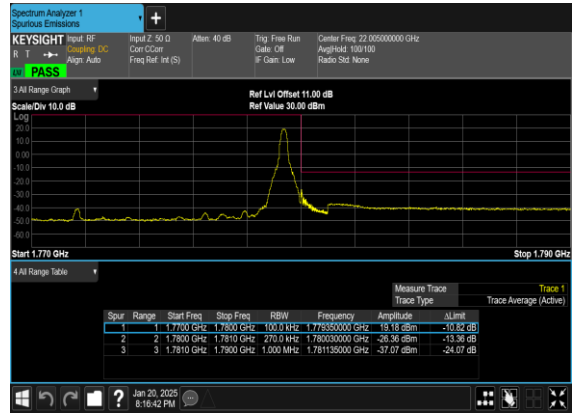 Spectrum Analyzer 1
Spurious Emissions
KEYSIGHT Input: RF Input Z: 50 Ω Atten: 40 dB Trig: Free Run Center Freq: 22.005000000 GHz
R T Coupling: DC Corr CCorr Gate: Off Avg|Hold: 100/100
Align: Auto Freq Ref: Int (S) IF Gain: Low Radio Std: None
PASS
3 All Range Graph
Ref Lvl Offset 11.00 dB
Scale/Div 10.0 dB Ref Value 30.00 dBm
Log
20.0
10.0
0.00
-10.0
-20.0
-30.0
-40.0
-50.0
-60.0
Start 1.770 GHz Stop 1.790 GHz
4 All Range Table
Measure Trace Trace 1
Trace Type Trace Average (Active)
Spur Range Start Freq Stop Freq RBW Frequency Amplitude ΔLimit
1 1 1.7700 GHz 1.7800 GHz 100.0 kHz 1.779350000 GHz 19.18 dBm -10.82 dB
2 2 1.7800 GHz 1.7810 GHz 270.0 kHz 1.780030000 GHz -26.36 dBm -13.36 dB
3 3 1.7810 GHz 1.7900 GHz 1.000 MHz 1.781135000 GHz -37.07 dBm -24.07 dB
Jan 20, 2025
8:16:42 PM